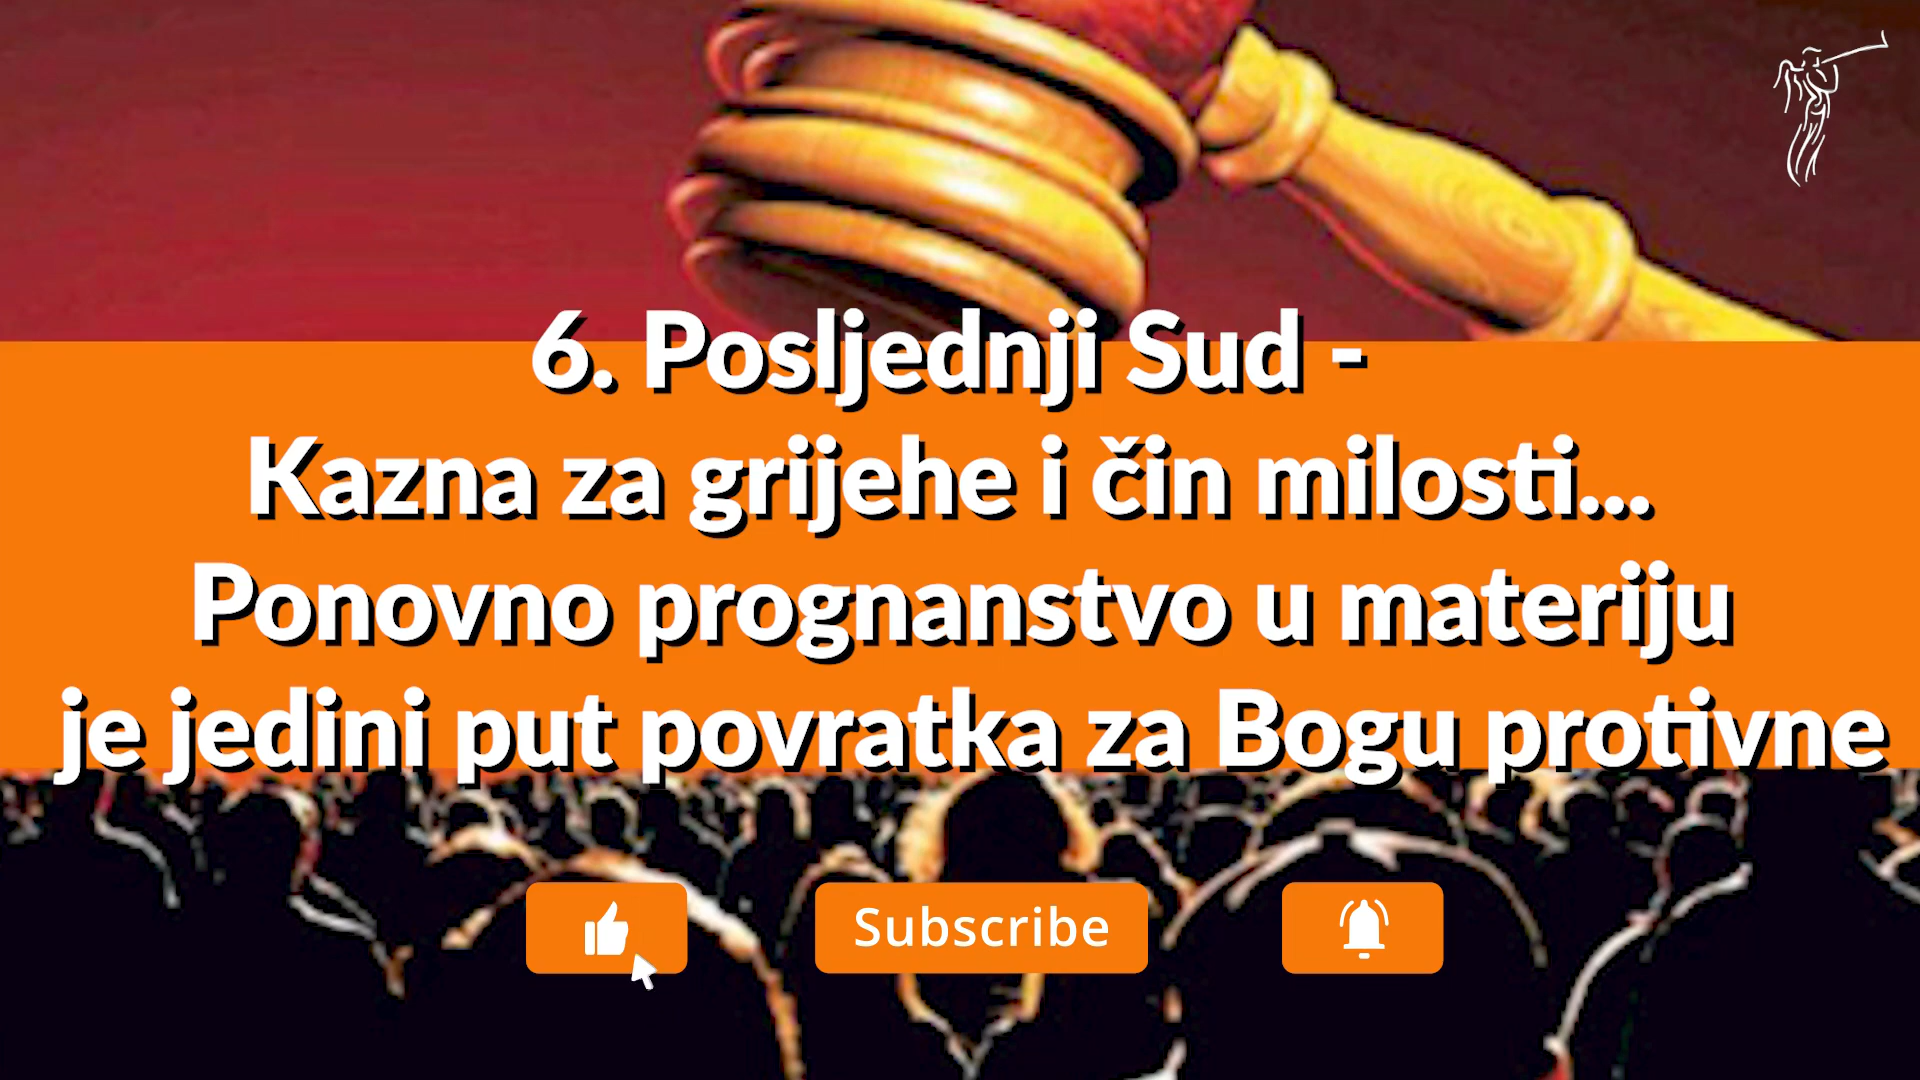 6. Posljednji Sud -
Kazna za grijehe i čin milosti...
Ponovno prognanstvo u materiju
je jedini put povratka za Bogu protivne
Subscribe